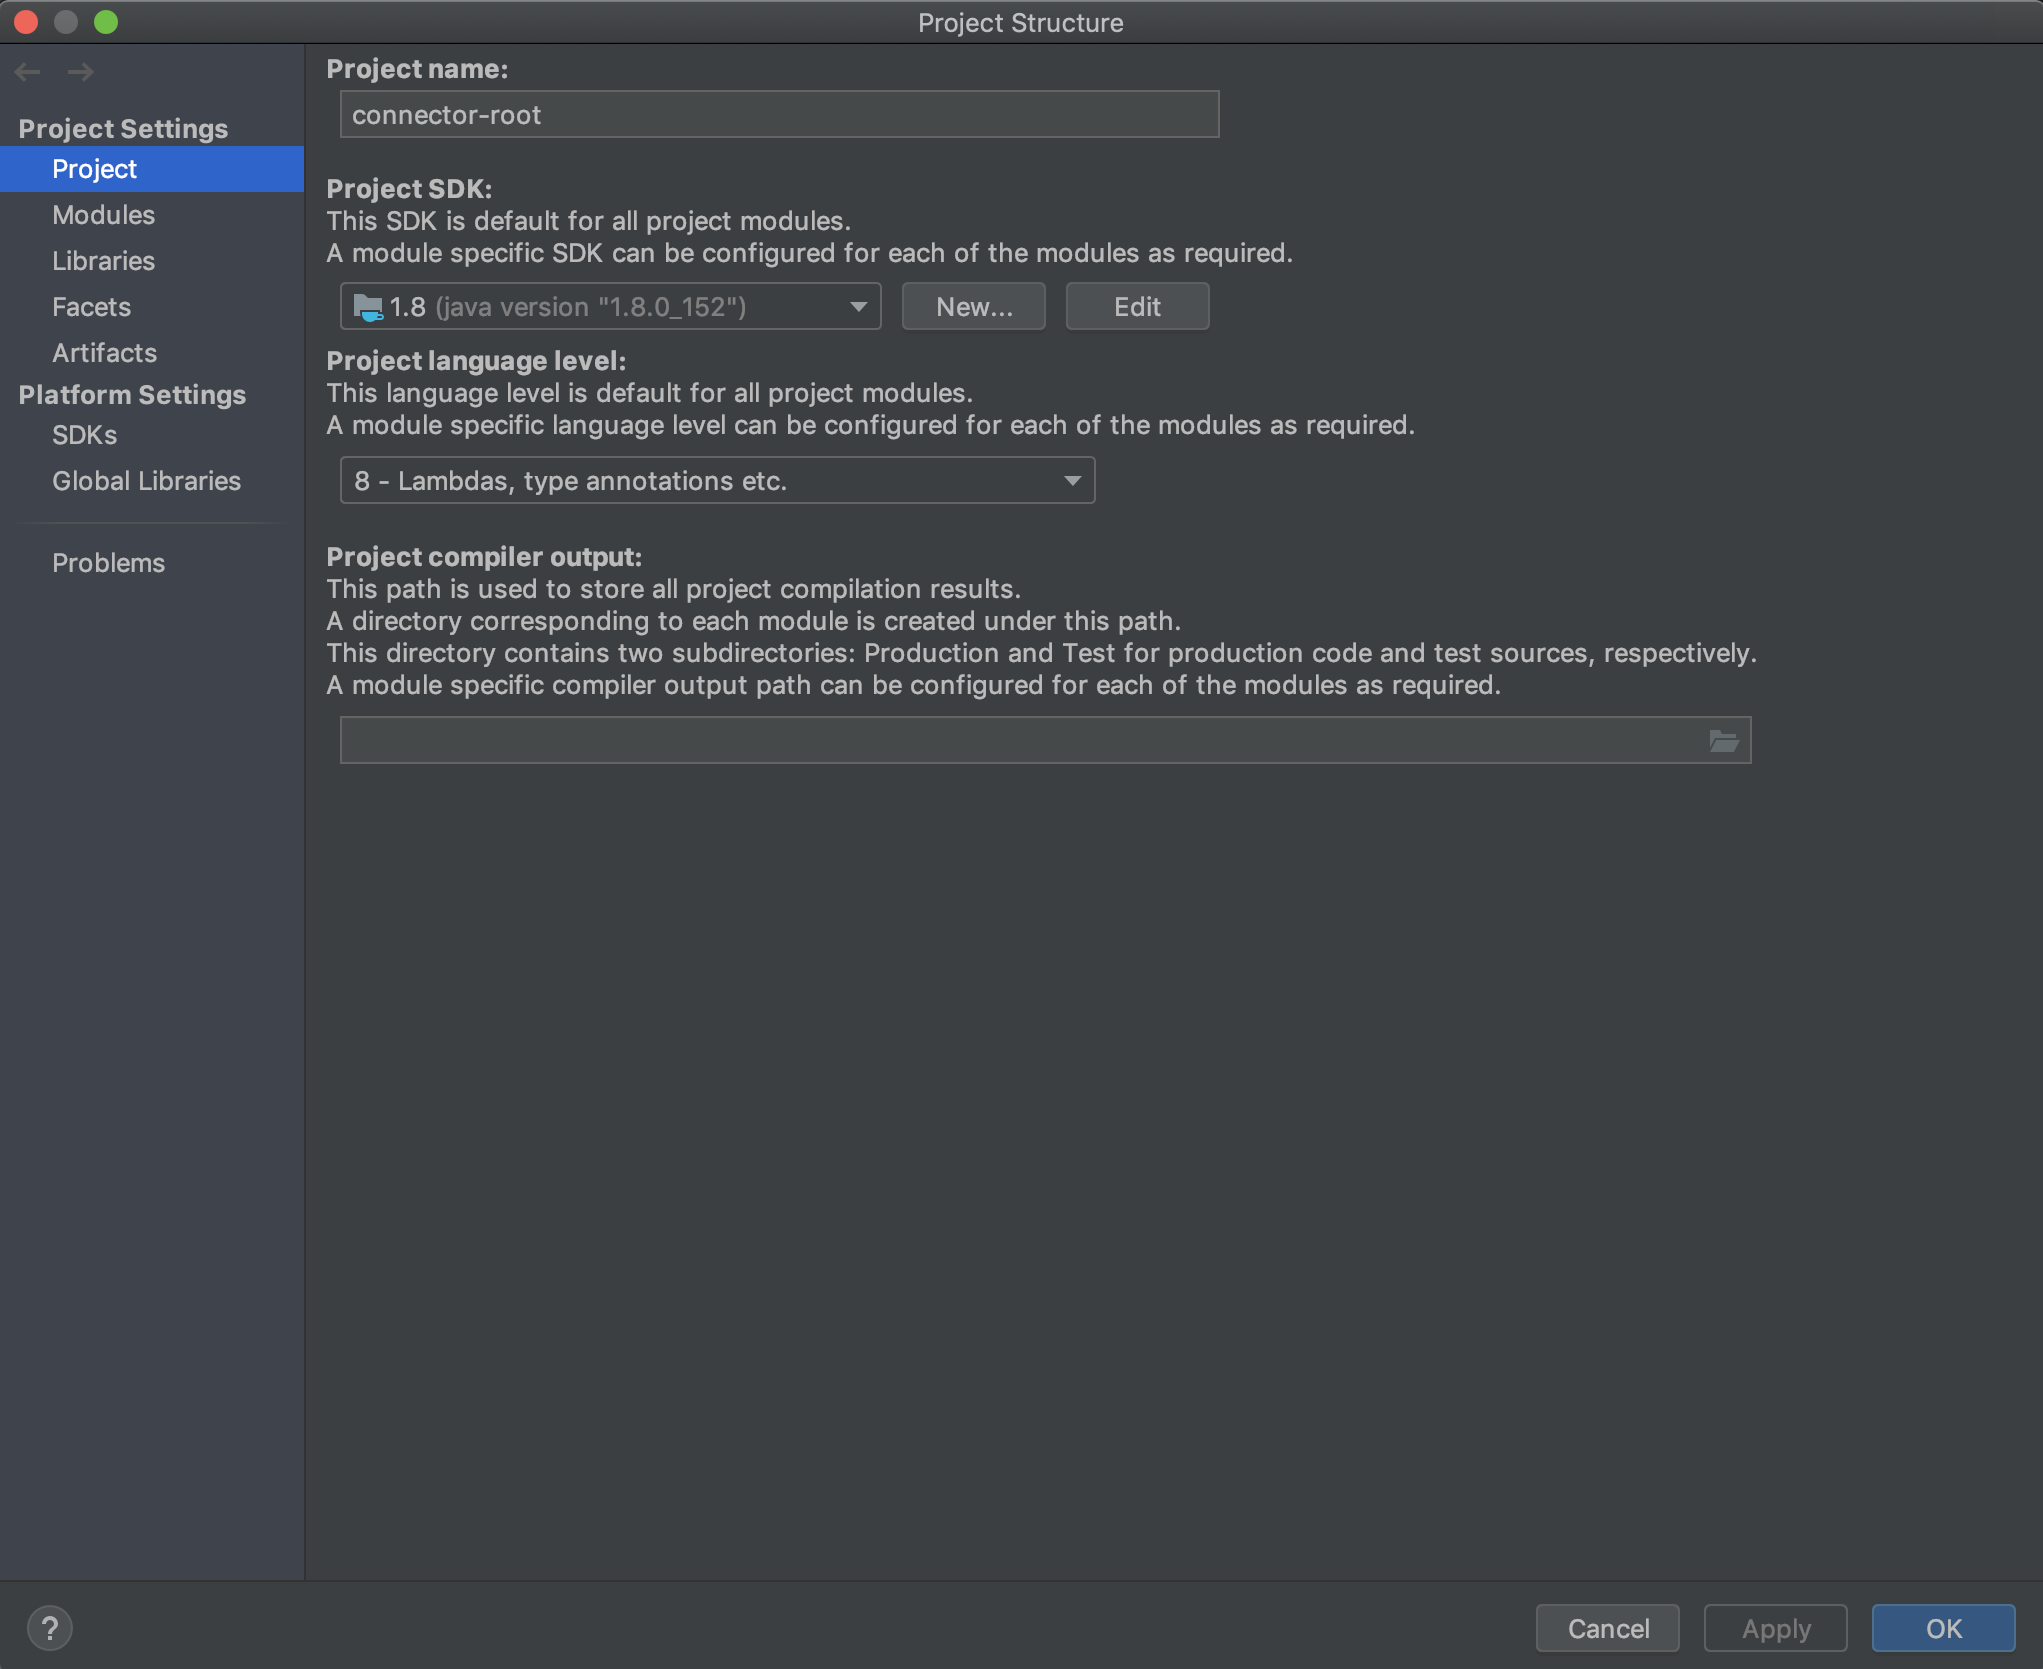 Project Structure
Project Settings
Project
Modules
Libraries
Facets
Artifacts
Platform Settings
SDKs
Global Libraries
Problems
Project name:
connector-root
Project SDK:
This SDK is default for all project modules.
A module specific SDK can be configured for each of the modules as required.
1.8 (java version "1.8.0_152")
New...
Edit
Project language level:
This language level is default for all project modules.
A module specific language level can be configured for each of the modules as required.
8 - Lambdas, type annotations etc.
Project compiler output:
This path is used to store all project compilation results.
A directory corresponding to each module is created under this path.
This directory contains two subdirectories: Production and Test for production code and test sources, respectively.
A module specific compiler output path can be configured for each of the modules as required.
?
Cancel
Apply
OK